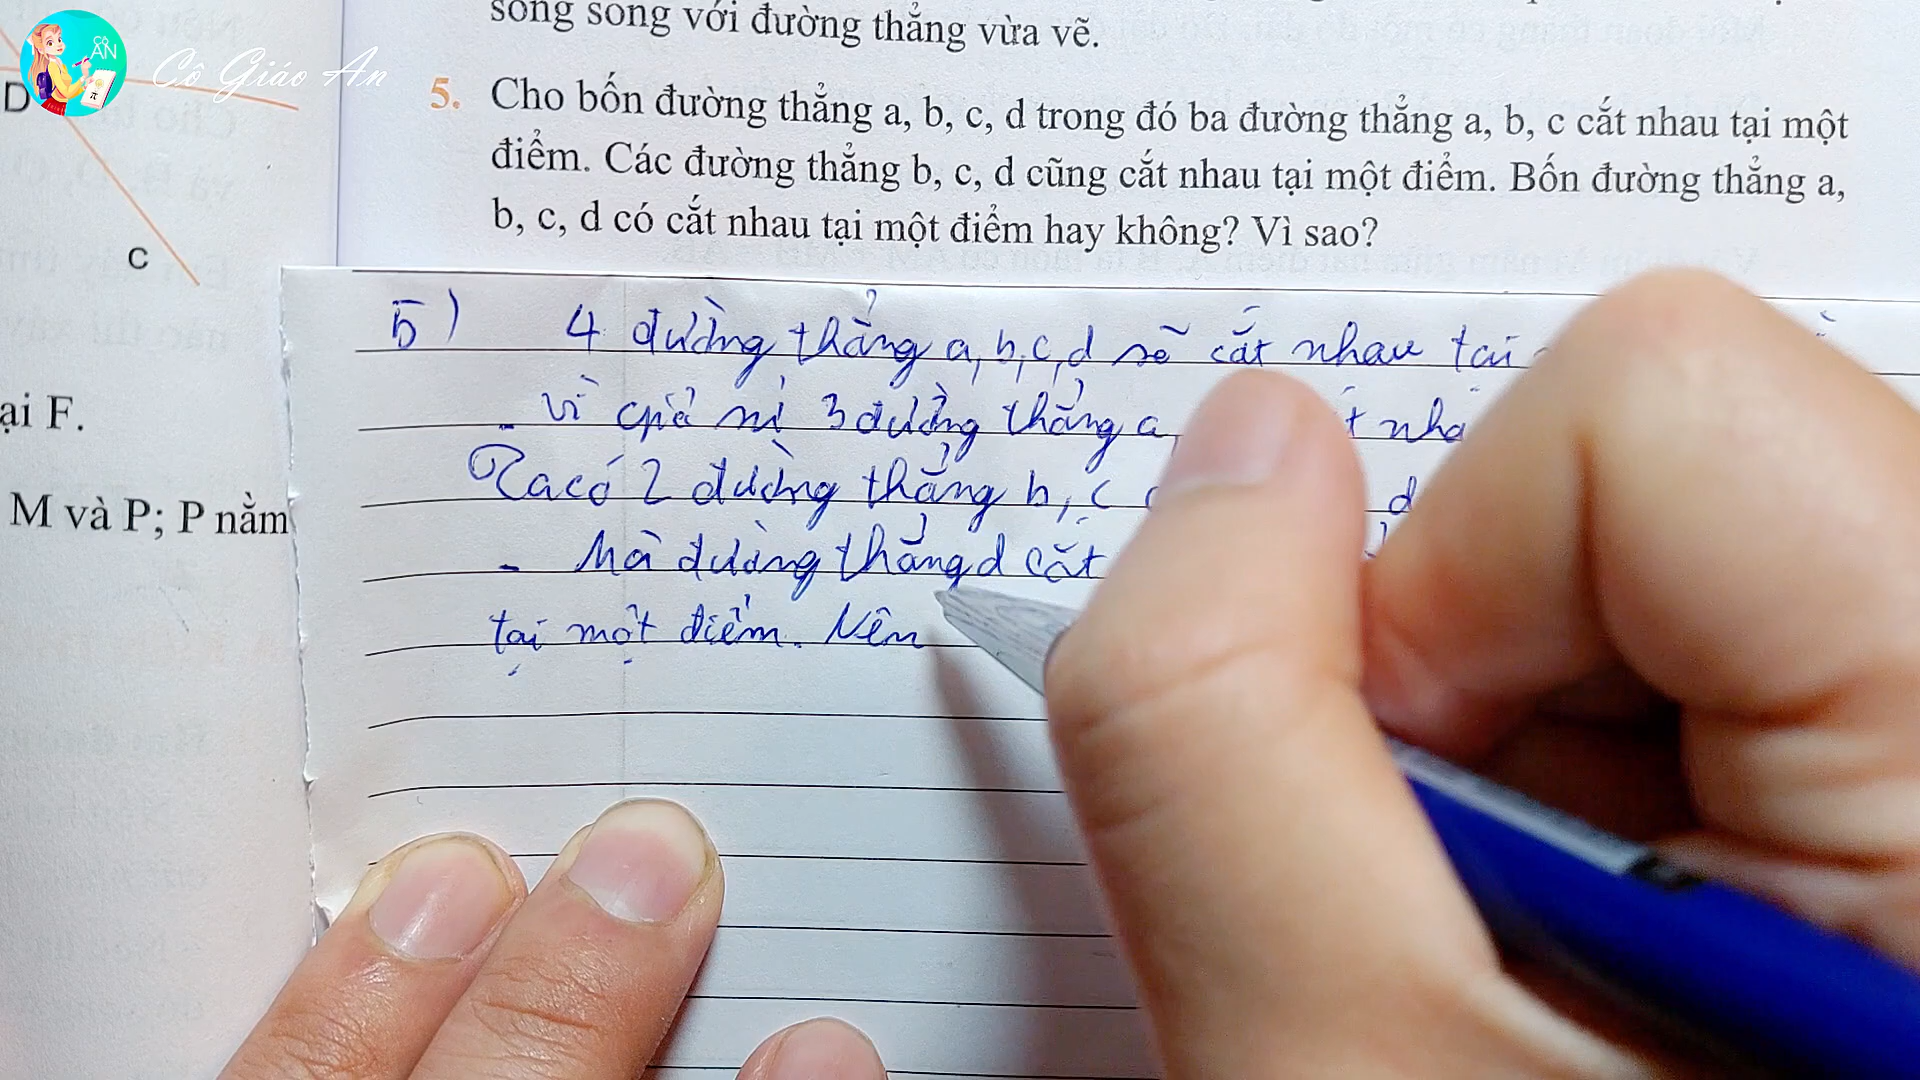 CÔ
AN
π
Cô Giáo An
D
C
ại F.
M và P; P nằm
song song với đường thẳng vừa vẽ.
5. Cho bốn đường thẳng a, b, c, d trong đó ba đường thẳng a, b, c cắt nhau tại một
điểm. Các đường thẳng b, c, d cũng cắt nhau tại một điểm. Bốn đường thẳng a,
b, c, d có cắt nhau tại một điểm hay không? Vì sao?
5) 4 đường thẳng a, b, c, d sẽ cắt nhau tại
- vì giả sử 3 đường thẳng a,
Ta có 2 đường thẳng b, c d
- Mà đường thẳng d cắt
tại một điểm. Nên